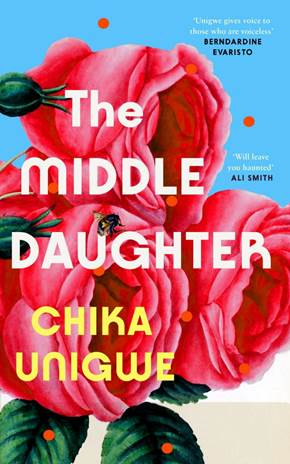 'Unigwe gives voice to
those who are voiceless'
BERNDARDINE
EVARISTO
The
MIDDLE
'Will leave
you haunted'
ALI SMITH
DAUGHTER
CHIKA
UNIGWE